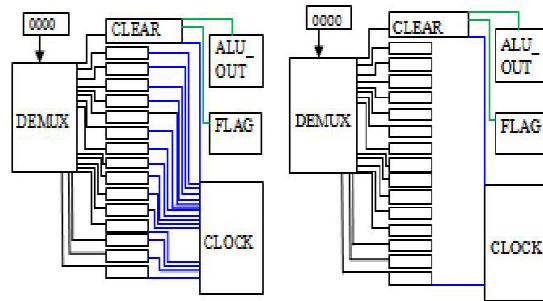 0000
CLEAR
ALU_
OUT
DEMUX
FLAG
CLOCK
0000
CLEAR
ALU_
OUT
DEMUX
FLAG
CLOCK